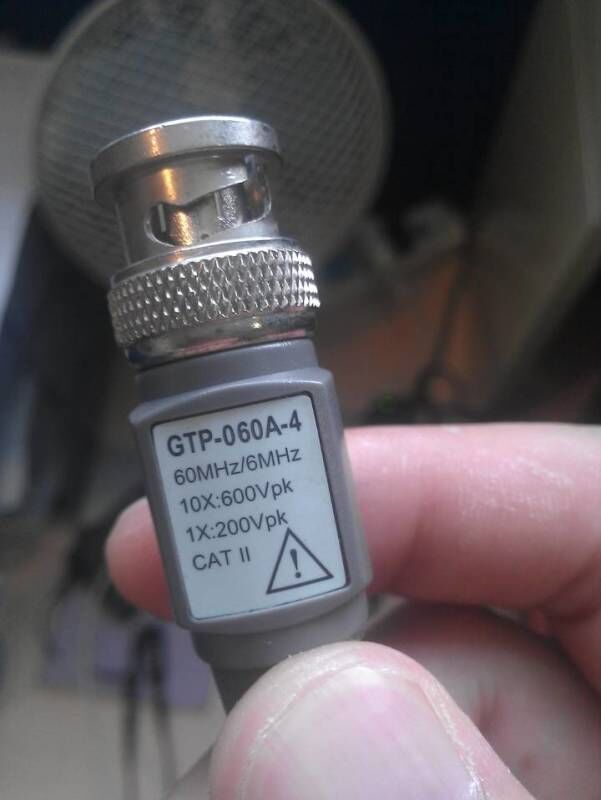 GTP-060A-4
60MHz/6MHz
10X:600Vpk
1X:200Vpk
CAT II
!